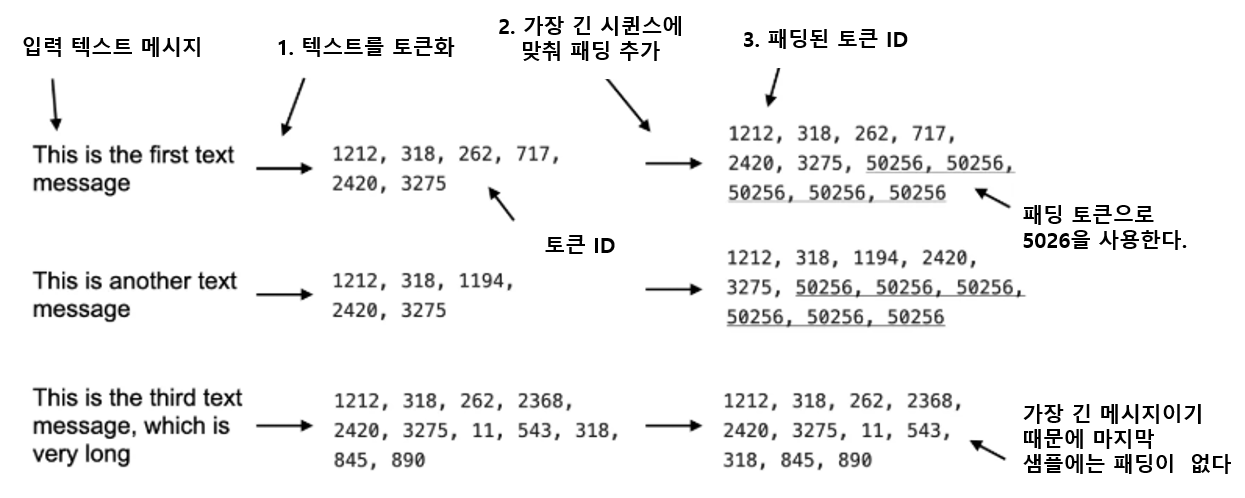 입력 텍스트 메시지
1. 텍스트를 토큰화
2. 가장 긴 시퀀스에
맞춰 패딩 추가
3. 패딩된 토큰 ID
This is the first text
message
1212, 318, 262, 717,
2420, 3275
토큰 ID
1212, 318, 262, 717,
2420, 3275, 50256, 50256,
50256, 50256, 50256
패딩 토큰으로
5026을 사용한다.
This is another text
message
1212, 318, 1194,
2420, 3275
1212, 318, 1194, 2420,
3275, 50256, 50256, 50256,
50256, 50256, 50256
This is the third text
message, which is
very long
1212, 318, 262, 2368,
2420, 3275, 11, 543, 318,
845, 890
1212, 318, 262, 2368,
2420, 3275, 11, 543,
318, 845, 890
가장 긴 메시지이기
때문에 마지막
샘플에는 패딩이 없다